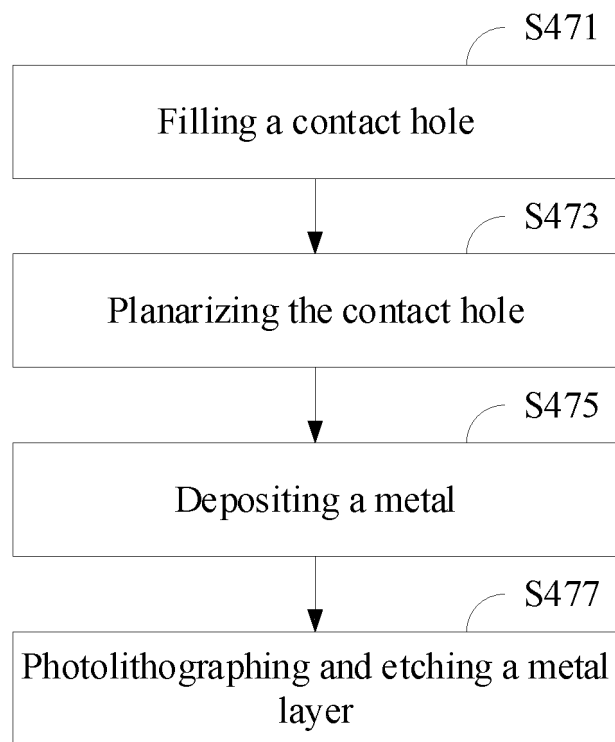 S471
Filling a contact hole
S473
Planarizing the contact hole
S475
Depositing a metal
S477
Photolithographing and etching a metal
layer